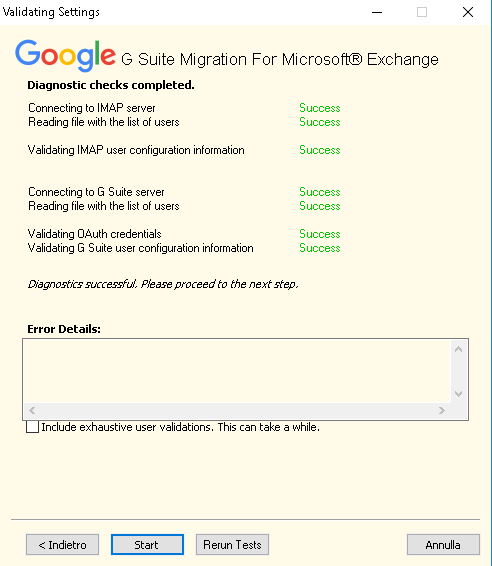 Validating Settings
Google G Suite Migration For Microsoft® Exchange
Diagnostic checks completed.
Connecting to IMAP server Success
Reading file with the list of users Success
Validating IMAP user configuration information Success
Connecting to G Suite server Success
Reading file with the list of users Success
Validating OAuth credentials Success
Validating G Suite user configuration information Success
Diagnostics successful. Please proceed to the next step.
Error Details:
Include exhaustive user validations. This can take a while.
< Indietro Start Rerun Tests Annulla